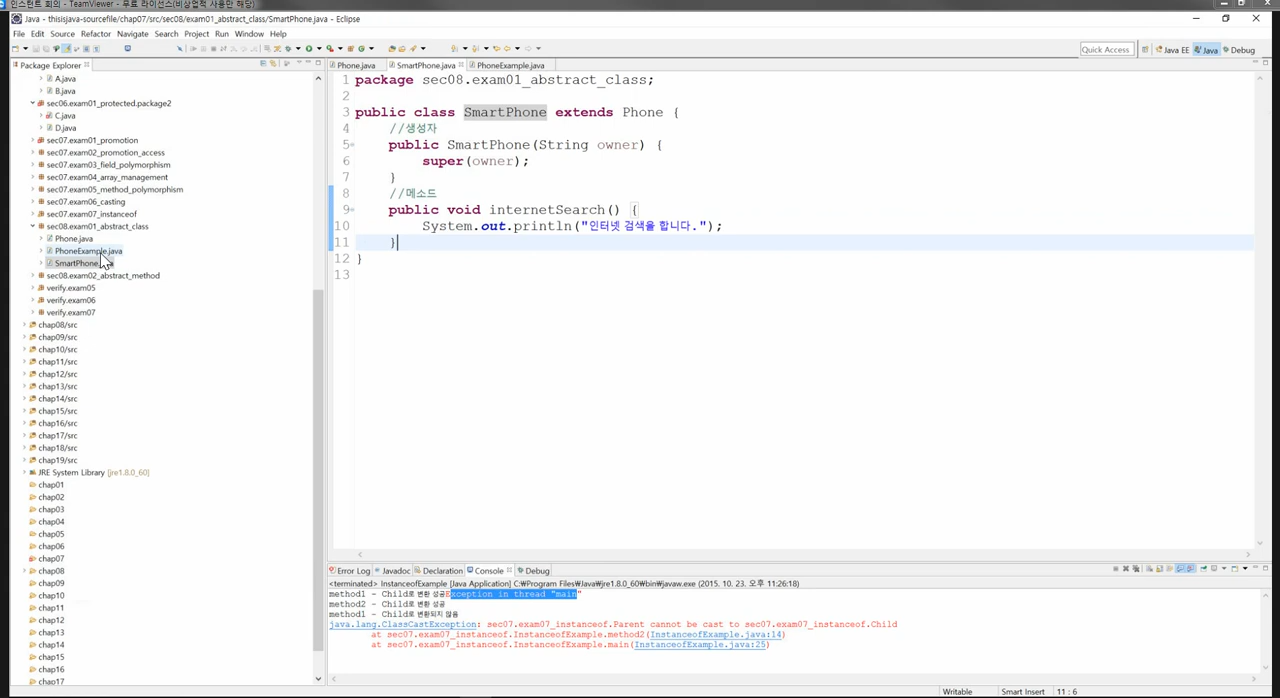 인스턴트 회의 - TeamViewer - 무료 라이선스(비상업적 사용만 해당)
Java - thisisjava-sourcefile/chap07/src/sec08/exam01_abstract_class/SmartPhone.java - Eclipse
File Edit Source Refactor Navigate Search Project Run Window Help
Quick Access Java EE Java Debug
Package Explorer
A.java
B.java
sec06.exam01_protected.package2
C.java
D.java
sec07.exam01_promotion
sec07.exam02_promotion_access
sec07.exam03_field_polymorphism
sec07.exam04_array_management
sec07.exam05_method_polymorphism
sec07.exam06_casting
sec07.exam07_instanceof
sec08.exam01_abstract_class
Phone.java
PhoneExample.java
SmartPhone.
sec08.exam02_abstract_method
verify.exam05
verify.exam06
verify.exam07
chap08/src
chap09/src
chap10/src
chap11/src
chap12/src
chap13/src
chap14/src
chap15/src
chap16/src
chap17/src
chap18/src
chap19/src
JRE System Library [jre1.8.0_60]
chap01
chap02
chap03
chap04
chap05
chap06
chap07
chap08
chap09
chap10
chap11
chap12
chap13
chap14
chap15
chap16
chap17
Phone.java SmartPhone.java PhoneExample.java
1 package sec08.exam01_abstract_class;
2
3 public class SmartPhone extends Phone {
4 //생성자
5 public SmartPhone(String owner) {
6 super(owner);
7 }
8 //메소드
9 public void internetSearch() {
10 System.out.println("인터넷 검색을 합니다.");
11 }
12 }
13
Error Log Javadoc Declaration Console Debug
<terminated> InstanceofExample [Java Application] C:₩Program Files₩Java₩jre1.8.0_60₩bin₩javaw.exe (2015. 10. 23. 오후 11:26:18)
method1 - Child로 변환 성공Exception in thread "main"
method2 - Child로 변환 성공
method1 - Child로 변환되지 않음
java.lang.ClassCastException: sec07.exam07_instanceof.Parent cannot be cast to sec07.exam07_instanceof.Child
at sec07.exam07_instanceof.InstanceofExample.method2(InstanceofExample.java:14)
at sec07.exam07_instanceof.InstanceofExample.main(InstanceofExample.java:25)
Writable Smart Insert 11 : 6